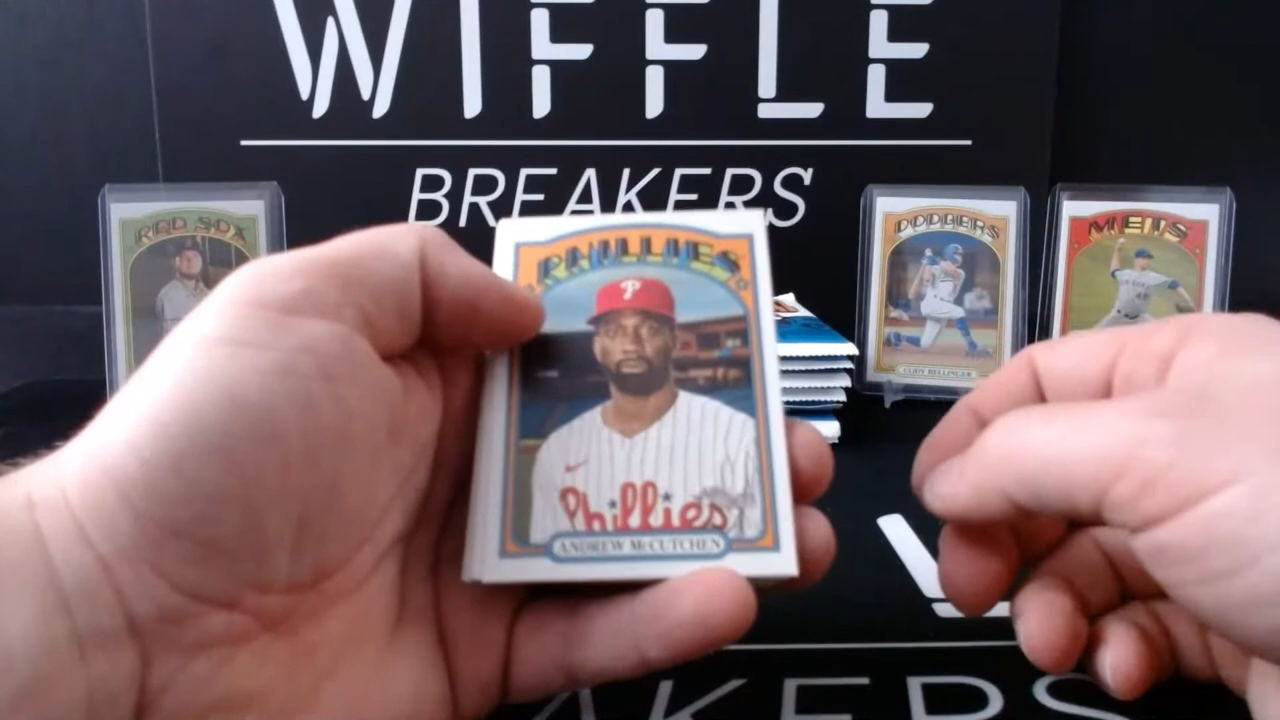 WIFFLE
BREAKERS
RED SOX
PHILLIES
Phillies
ANDREW McCUTCHEN
DODGERS
CODY BELLINGER
METS